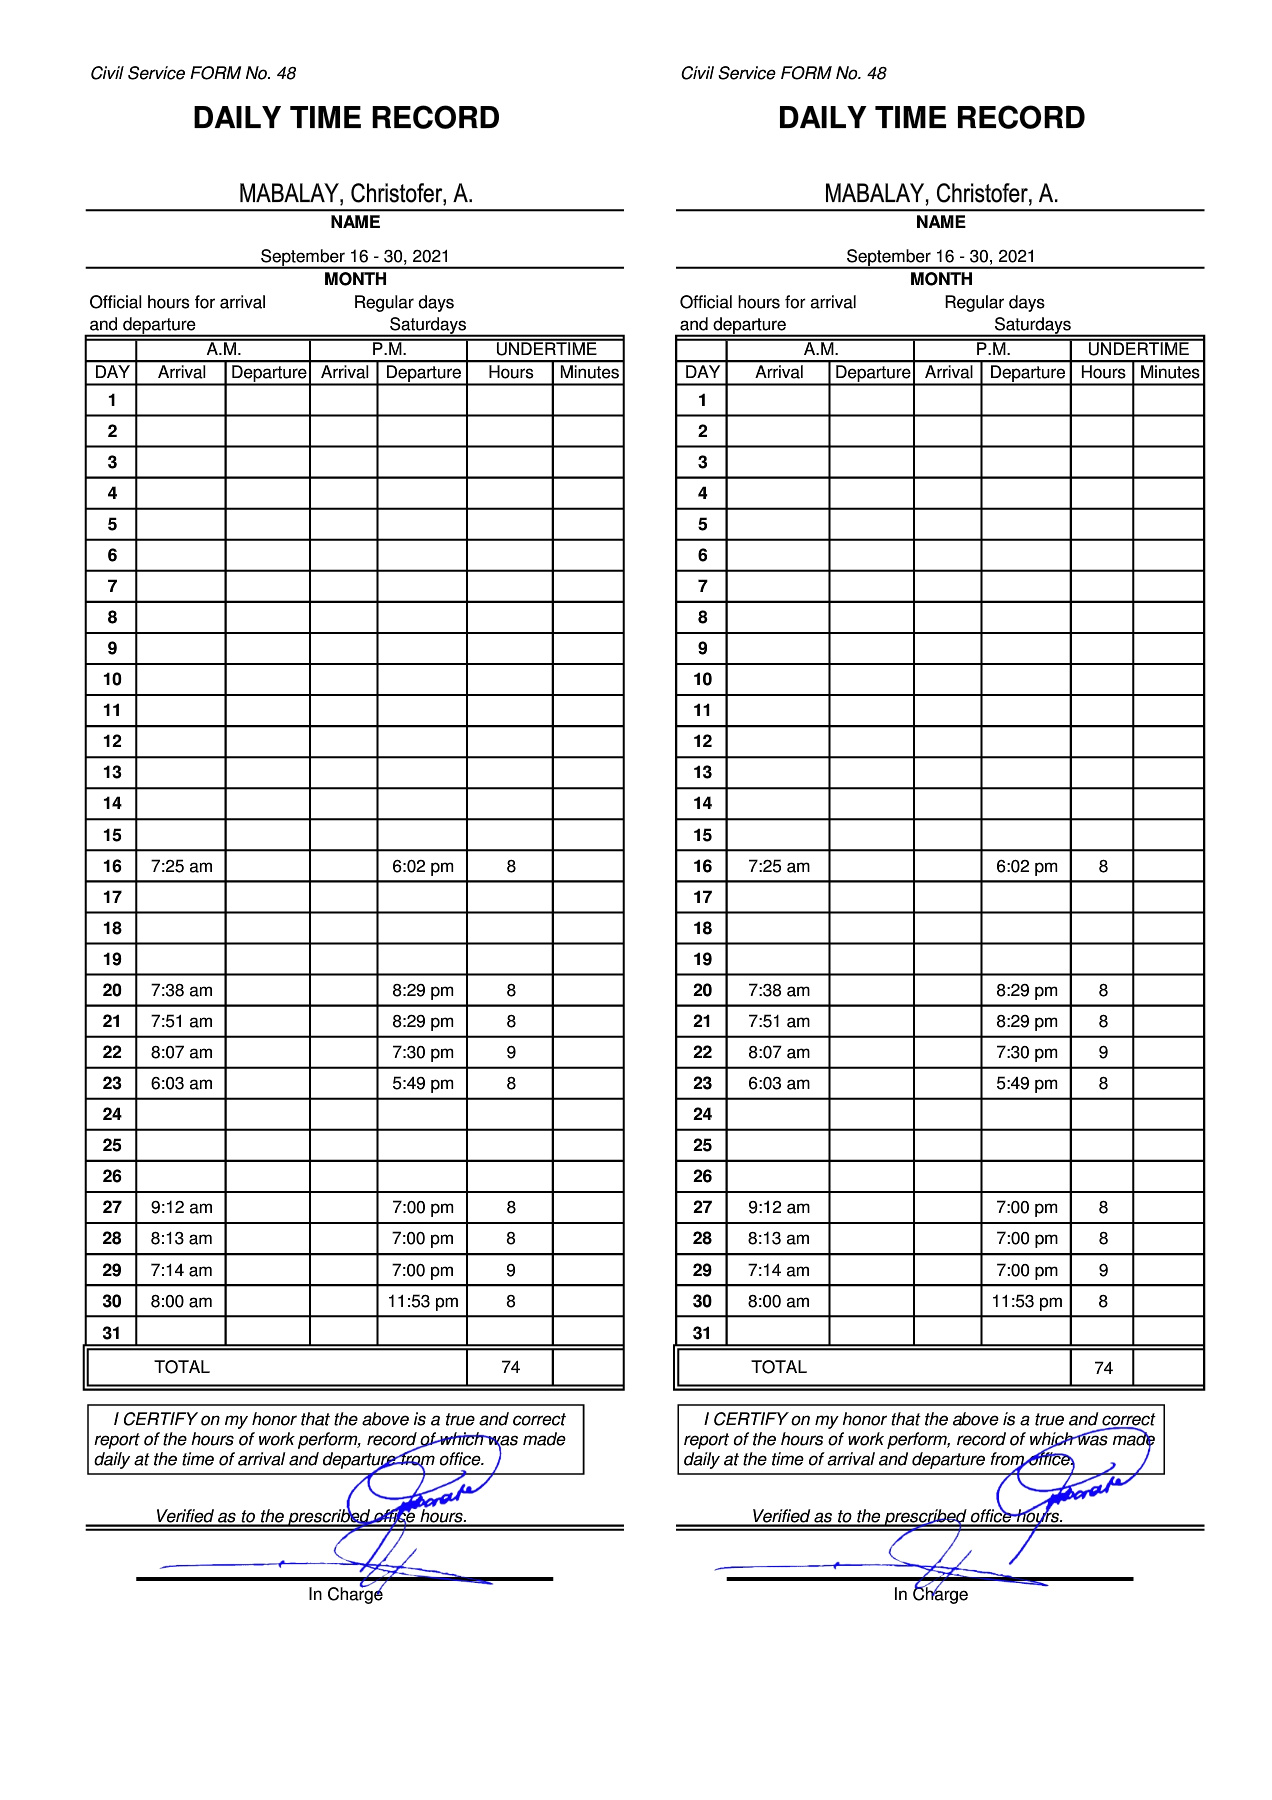 Civil Service FORM No. 48
DAILY TIME RECORD
MABALAY, Christofer, A.
NAME
September 16 - 30, 2021
MONTH
Official hours for arrival Regular days
and departure Saturdays
A.M. P.M. UNDERTIME
DAY Arrival Departure Arrival Departure Hours Minutes
1
2
3
4
5
6
7
8
9
10
11
12
13
14
15
16 7:25 am 6:02 pm 8
17
18
19
20 7:38 am 8:29 pm 8
21 7:51 am 8:29 pm 8
22 8:07 am 7:30 pm 9
23 6:03 am 5:49 pm 8
24
25
26
27 9:12 am 7:00 pm 8
28 8:13 am 7:00 pm 8
29 7:14 am 7:00 pm 9
30 8:00 am 11:53 pm 8
31
TOTAL 74
I CERTIFY on my honor that the above is a true and correct
report of the hours of work perform, record of which was made
daily at the time of arrival and departure from office.
Verified as to the prescribed office hours.
In Charge
Civil Service FORM No. 48
DAILY TIME RECORD
MABALAY, Christofer, A.
NAME
September 16 - 30, 2021
MONTH
Official hours for arrival Regular days
and departure Saturdays
A.M. P.M. UNDERTIME
DAY Arrival Departure Arrival Departure Hours Minutes
1
2
3
4
5
6
7
8
9
10
11
12
13
14
15
16 7:25 am 6:02 pm 8
17
18
19
20 7:38 am 8:29 pm 8
21 7:51 am 8:29 pm 8
22 8:07 am 7:30 pm 9
23 6:03 am 5:49 pm 8
24
25
26
27 9:12 am 7:00 pm 8
28 8:13 am 7:00 pm 8
29 7:14 am 7:00 pm 9
30 8:00 am 11:53 pm 8
31
TOTAL 74
I CERTIFY on my honor that the above is a true and correct
report of the hours of work perform, record of which was made
daily at the time of arrival and departure from office.
Verified as to the prescribed office hours.
In Charge